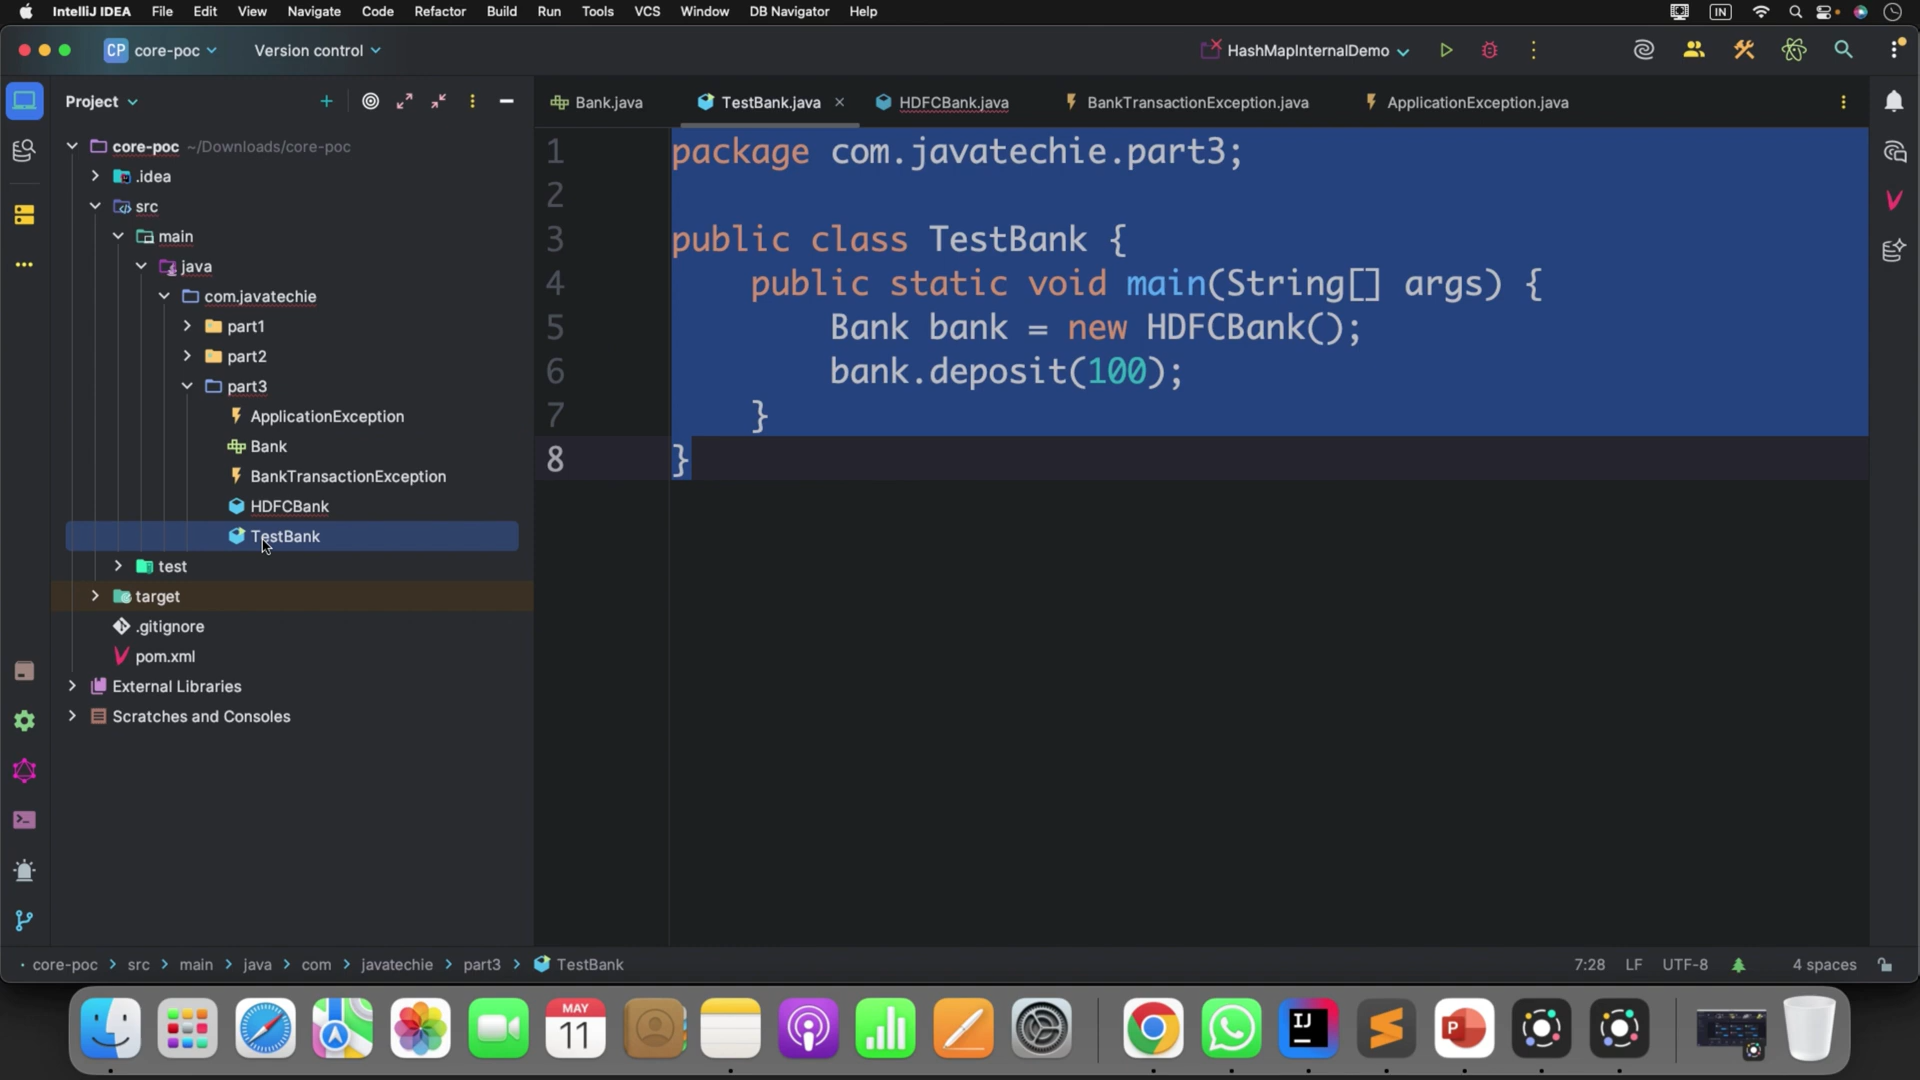 IntelliJ IDEA File Edit View Navigate Code Refactor Build Run Tools VCS Window DB Navigator Help IN
CP core-poc Version control HashMapInternalDemo
Project
Bank.java TestBank.java HDFCBank.java BankTransactionException.java ApplicationException.java
core-poc ~/Downloads/core-poc
.idea
src
main
java
com.javatechie
part1
part2
part3
ApplicationException
Bank
BankTransactionException
HDFCBank
TestBank
test
target
.gitignore
pom.xml
External Libraries
Scratches and Consoles
1 package com.javatechie.part3;
2
3 public class TestBank {
4 public static void main(String[] args) {
5 Bank bank = new HDFCBank();
6 bank.deposit(100);
7 }
8 }
core-poc > src > main > java > com > javatechie > part3 > TestBank
7:28 LF UTF-8 4 spaces
MAY
11
IJ
P